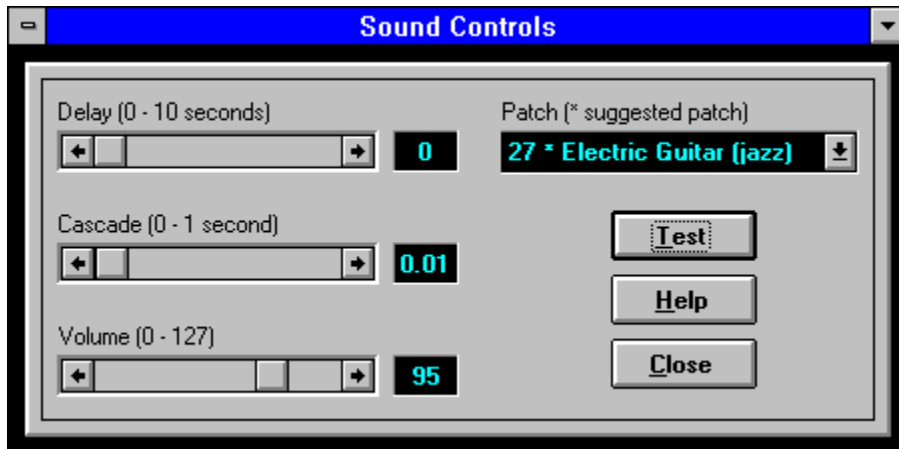 Sound Controls
Delay (0 - 10 seconds)
0
Patch (* suggested patch)
27 * Electric Guitar (jazz)
Cascade (0 - 1 second)
0.01
Test
Help
Volume (0 - 127)
95
Close